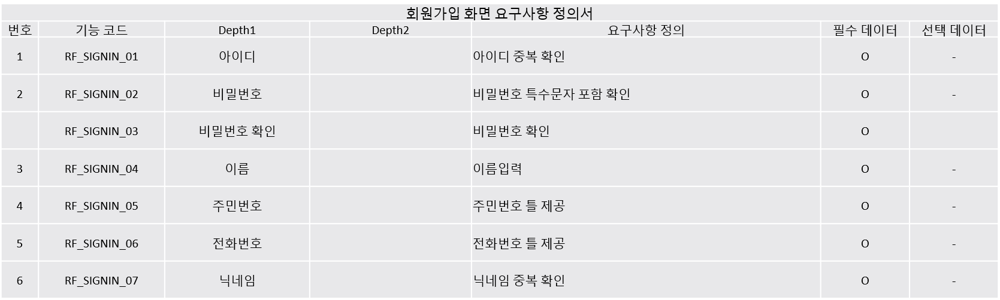 회원가입 화면 요구사항 정의서
번호 기능 코드 Depth1 Depth2 요구사항 정의 필수 데이터 선택 데이터
1 RF_SIGNIN_01 아이디 아이디 중복 확인 O -
2 RF_SIGNIN_02 비밀번호 비밀번호 특수문자 포함 확인 O -
RF_SIGNIN_03 비밀번호 확인 비밀번호 확인 O
3 RF_SIGNIN_04 이름 이름입력 O -
4 RF_SIGNIN_05 주민번호 주민번호 틀 제공 O -
5 RF_SIGNIN_06 전화번호 전화번호 틀 제공 O -
6 RF_SIGNIN_07 닉네임 닉네임 중복 확인 O -